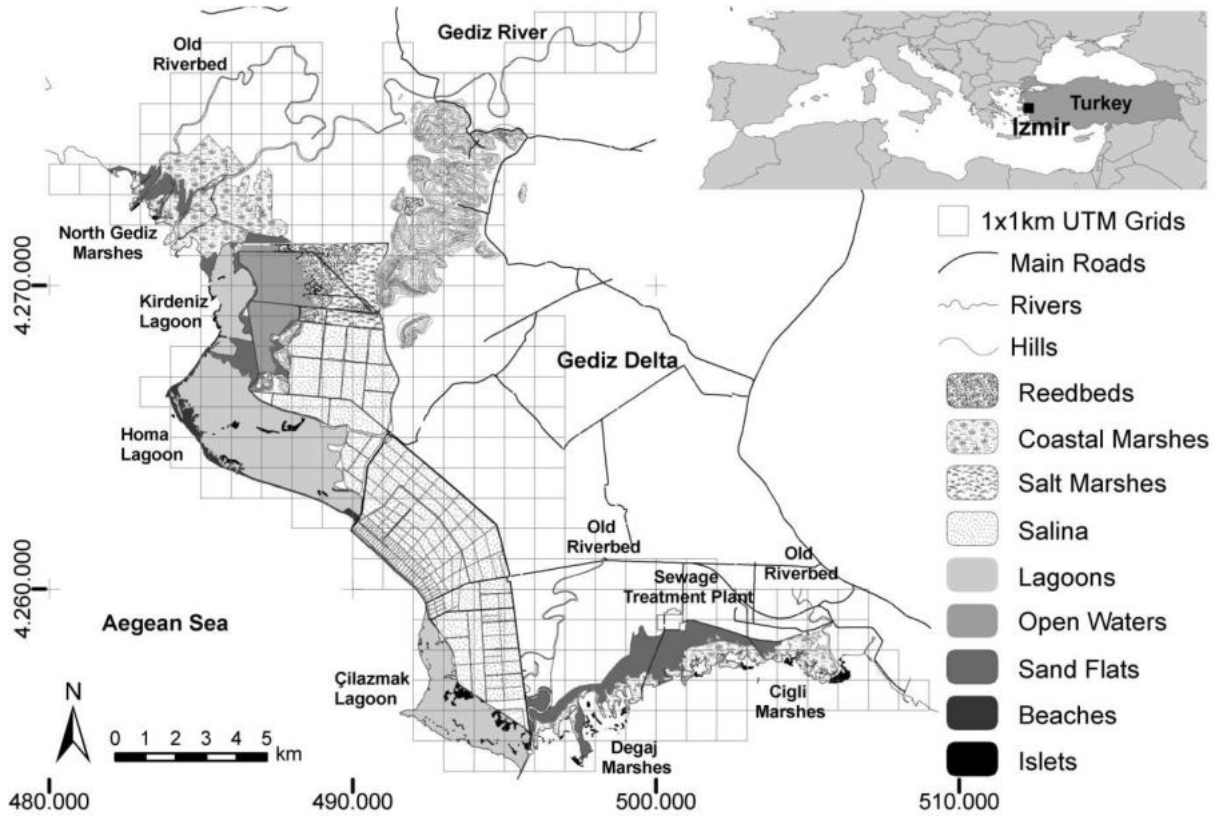 Old
Riverbed
Gediz River
Turkey
Izmir
North Gediz
Marshes
4.270.000
Kirdeniz
Lagoon
Gediz Delta
Homa
Lagoon
Old
Riverbed
Old
Riverbed
Sewage
Treatment Plant
4.260.000
Aegean Sea
Çilazmak
Lagoon
Cigli
Marshes
Degaj
Marshes
N
0 1 2 3 4 5
km
480.000
490.000
500.000
510.000
1x1km UTM Grids
Main Roads
Rivers
Hills
Reedbeds
Coastal Marshes
Salt Marshes
Salina
Lagoons
Open Waters
Sand Flats
Beaches
Islets